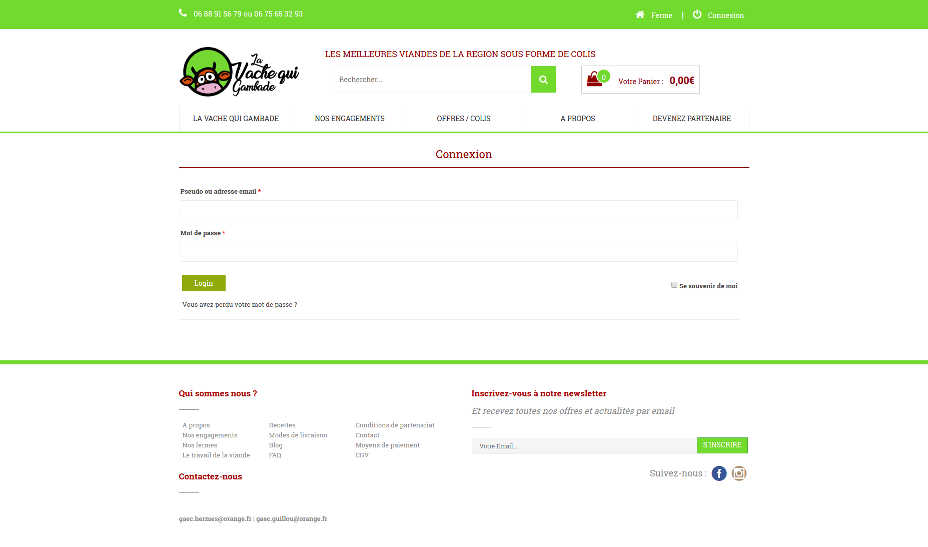 06 88 91 56 79 ou 06 75 65 32 93
Ferme | Connexion
La Vache qui Gambade
LES MEILLEURES VIANDES DE LA REGION SOUS FORME DE COLIS
Rechercher...
0
Votre Panier : 0,00€
LA VACHE QUI GAMBADE NOS ENGAGEMENTS OFFRES / COLIS A PROPOS DEVENEZ PARTENAIRE
Connexion
Pseudo ou adresse email *
Mot de passe *
Login
Se souvenir de moi
Vous avez perdu votre mot de passe ?
Qui sommes nous ?
A propos
Nos engagements
Nos fermes
Le travail de la viande
Recettes
Modes de livraison
Blog
FAQ
Conditions de partenariat
Contact
Moyens de paiement
CGV
Contactez-nous
gaec.hermes@orange.fr | gaec.guillou@orange.fr
Inscrivez-vous à notre newsletter
Et recevez toutes nos offres et actualités par email
Votre Email...
S'INSCRIRE
Suivez-nous :